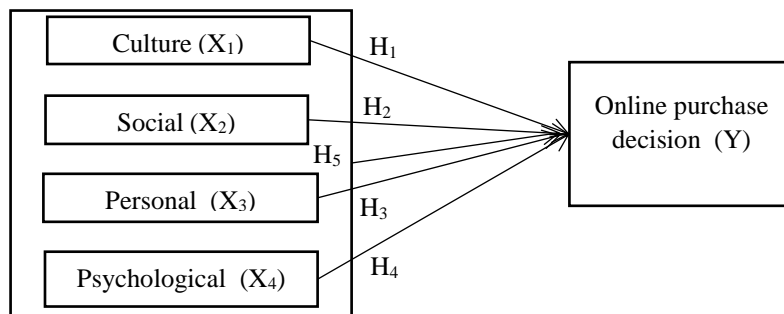 Culture (X₁)
H₁
Social (X₂)
H₂
H₅
Personal (X₃)
H₃
Psychological (X₄)
H₄
Online purchase
decision (Y)